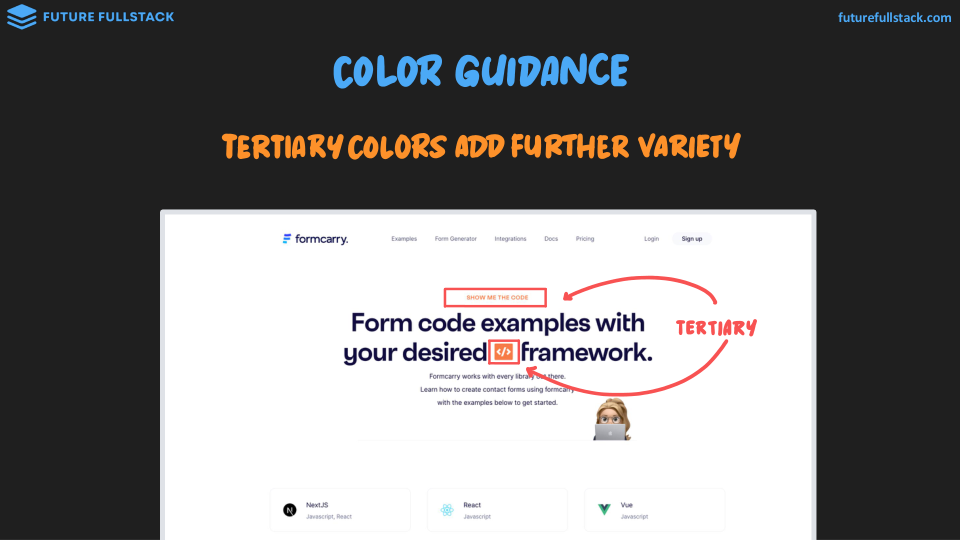 FUTURE FULLSTACK
futurefullstack.com
COLOR GUIDANCE
TERTIARY COLORS ADD FURTHER VARIETY
formcarry.
Examples
Form Generator
Integrations
Docs
Pricing
Login
Sign up
SHOW ME THE CODE
Form code examples with
your desired </> framework.
TERTIARY
Formcarry works with every library out there.
Learn how to create contact forms using formcarry
with the examples below to get started.
N
NextJS
Javascript, React
React
Javascript
Vue
Javascript